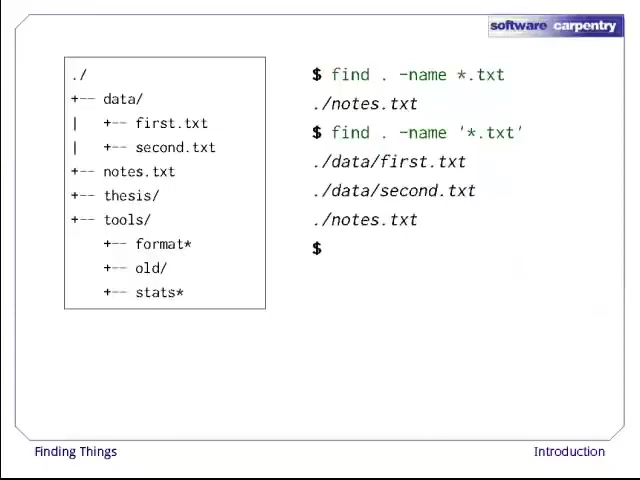 software carpentry
./
+-- data/
|   +-- first.txt
|   +-- second.txt
+-- notes.txt
+-- thesis/
+-- tools/
    +-- format*
    +-- old/
    +-- stats*
$ find . -name *.txt
./notes.txt
$ find . -name '*.txt'
./data/first.txt
./data/second.txt
./notes.txt
$
Finding Things
Introduction